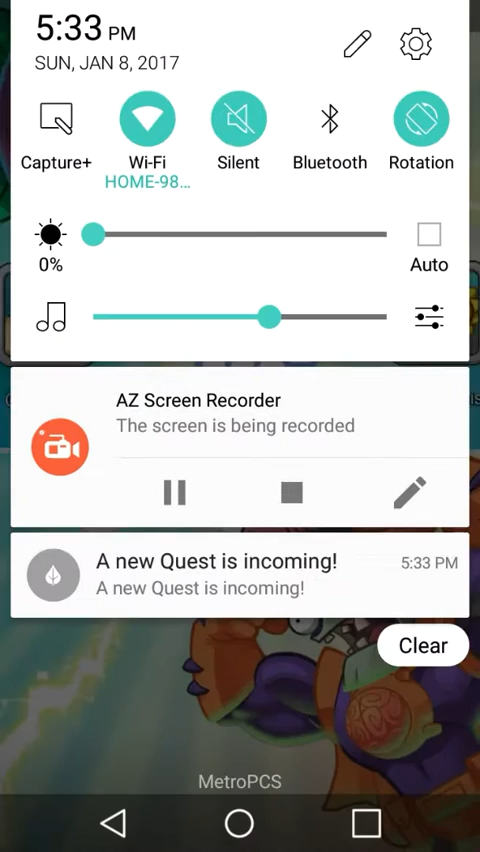 5:33 PM
SUN, JAN 8, 2017
Capture+
Wi-Fi
Silent
Bluetooth
Rotation
HOME-98...
0%
Auto
AZ Screen Recorder
The screen is being recorded
A new Quest is incoming!
5:33 PM
A new Quest is incoming!
Clear
MetroPCS